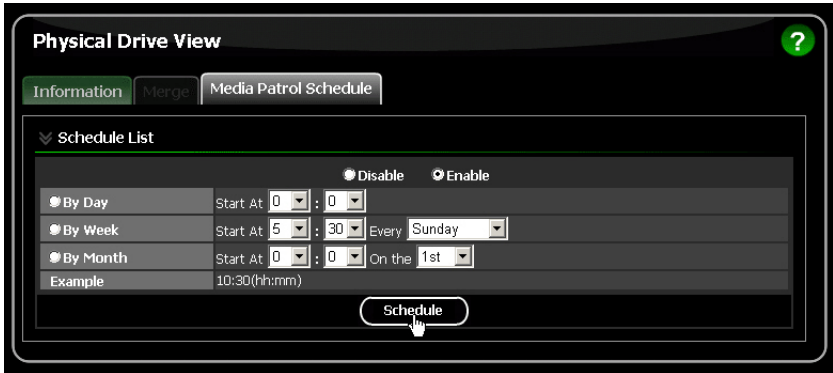 Physical Drive View
?
Information Merge Media Patrol Schedule
Schedule List
Disable Enable
By Day Start At 0 : 0
By Week Start At 5 : 30 Every Sunday
By Month Start At 0 : 0 On the 1st
Example 10:30(hh:mm)
Schedule